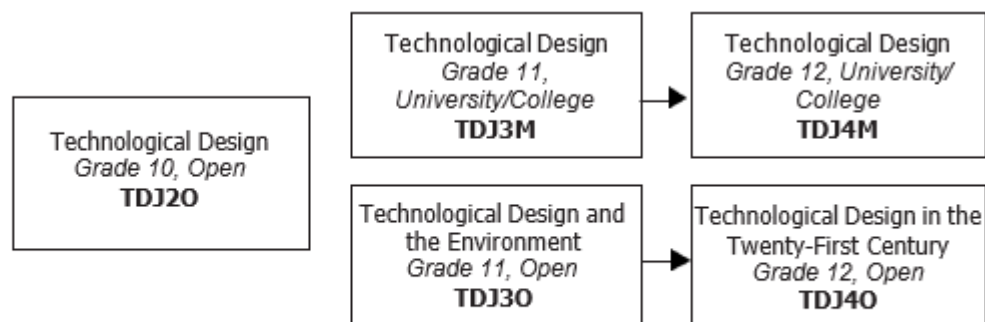 Technological Design
Grade 10, Open
TDJ2O
Technological Design
Grade 11,
University/College
TDJ3M
Technological Design
Grade 12, University/
College
TDJ4M
Technological Design and
the Environment
Grade 11, Open
TDJ3O
Technological Design in the
Twenty-First Century
Grade 12, Open
TDJ4O